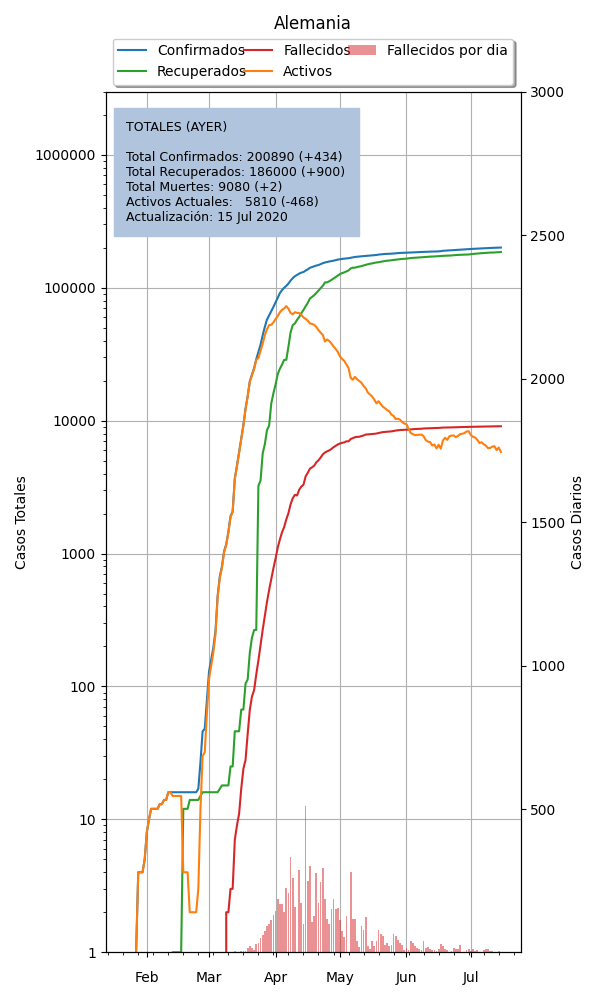 Alemania
Confirmados Fallecidos Fallecidos por dia
Recuperados Activos
TOTALES (AYER)
Total Confirmados: 200890 (+434)
Total Recuperados: 186000 (+900)
Total Muertes: 9080 (+2)
Activos Actuales: 5810 (-468)
Actualización: 15 Jul 2020
Casos Totales
1000000
100000
10000
1000
100
10
1
3000
2500
2000
1500
1000
500
Casos Diarios
Feb Mar Apr May Jun Jul